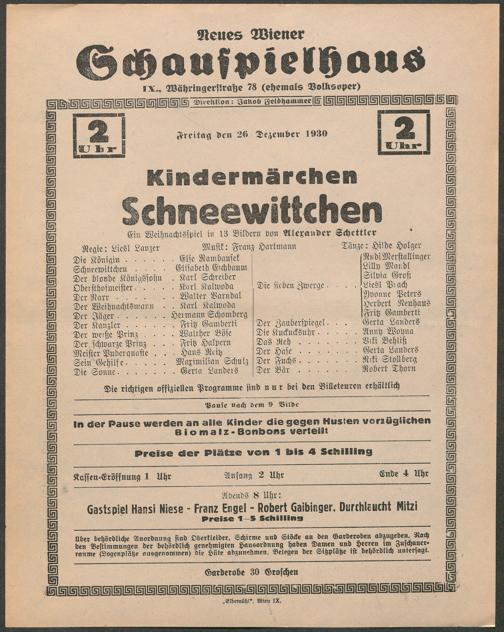 Neues Wiener
Schauspielhaus
IX., Währingerstraße 78 (ehemals Volksoper)
Direktion: Jakob Feldhammer
2 Uhr
Freitag den 26 Dezember 1930
2 Uhr
Kindermärchen
Schneewittchen
Ein Weihnachtsspiel in 13 Bildern von Alexander Schettler
Regie: Liesl Lanzer Musik: Franz Hartmann Tänze: Hilde Holger
Die Königin . . . . . Else Rambausek
Schneewittchen . . . . Elisabeth Eichbaum
Der blonde Königssohn . Karl Schreiber
Obersthofmeister . . . . Karl Kalwoda
Der Narr . . . . . Walter Varndal
Der Weihnachtsmann . . Karl Kalwoda
Der Jäger . . . . Hermann Schomberg
Der Kanzler . . . . . Fritz Gamberti
Der weiße Prinz . . . Walther Böse
Der schwarze Prinz . . . Fritz Halpern
Meister Puderquaste . . . Hans Reitz
Sein Gehilfe . . . . Maximilian Schulz
Die Sonne . . . . . Gerta Landers
Die sieben Zwerge . . . .
Rudi Merstallinger
Lilly Mandl
Silvia Groß
Liesl Prach
Yvonne Peters
Herbert Nenhaus
Fritz Gamberti
Der Zauberspiegel . . . Gerta Landers
Die Kuckucksuhr . . . . Anny Woyna
Das Reh . . . . . Viki Behlisz
Der Hase . . . . . Gerta Landers
Der Fuchs . . . . . Riki Stollberg
Der Bär . . . . . Robert Thorn
Die richtigen offiziellen Programme sind nur bei den Billeteuren erhältlich
Pause nach dem 9 Bilde
In der Pause werden an alle Kinder die gegen Husten vorzüglichen
Biomalz-Bonbons verteilt
Preise der Plätze von 1 bis 4 Schilling
Kassen-Eröffnung 1 Uhr Anfang 2 Uhr Ende 4 Uhr
Abends 8 Uhr:
Gastspiel Hansi Niese - Franz Engel - Robert Gaibinger. Durchlaucht Mitzi
Preise 1–5 Schilling
Über behördliche Anordnung sind Oberkleider, Schirme und Stöcke an den Garderoben abzugeben. Nach
den Bestimmungen der behördlich genehmigten Hausordnung haben Damen und Herren im Zuschauer-
raume (Logenplätze ausgenommen) die Hüte abzunehmen. Belegen der Sitzplätze ist behördlich untersagt.
Garderobe 30 Groschen
„Elbemühl“, Wien IX.